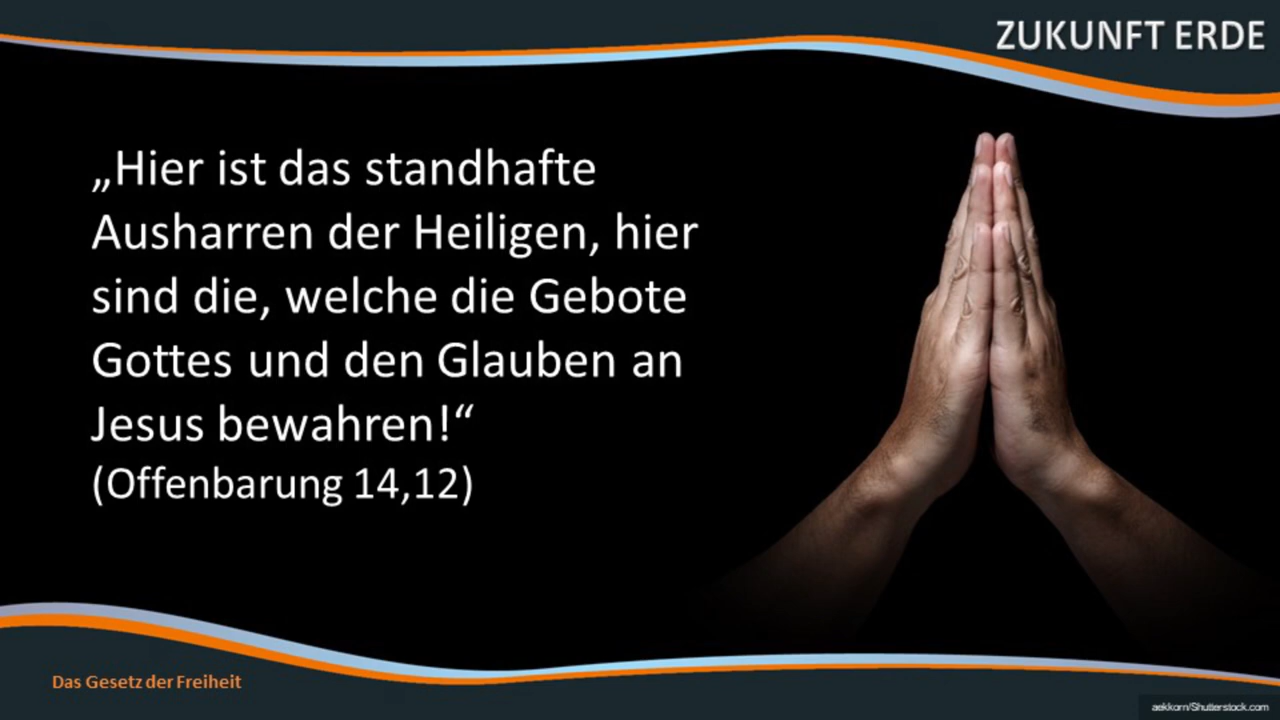 ZUKUNFT ERDE
„Hier ist das standhafte
Ausharren der Heiligen, hier
sind die, welche die Gebote
Gottes und den Glauben an
Jesus bewahren!“
(Offenbarung 14,12)
Das Gesetz der Freiheit
aekkorn/Shutterstock.com